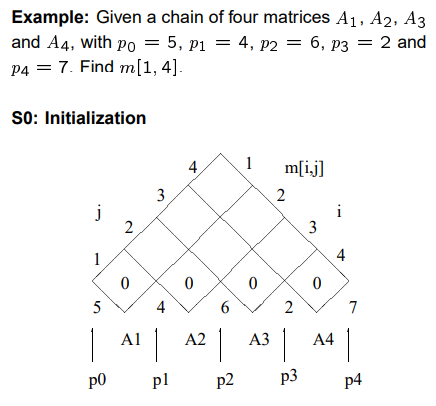 Example: Given a chain of four matrices A1, A2, A3
and A4, with p0 = 5, p1 = 4, p2 = 6, p3 = 2 and
p4 = 7. Find m[1, 4].
S0: Initialization
4 1 m[i,j]
3 2
j i
2 3
1 4
0 0 0 0
5 4 6 2 7
A1 A2 A3 A4
p0 p1 p2 p3 p4